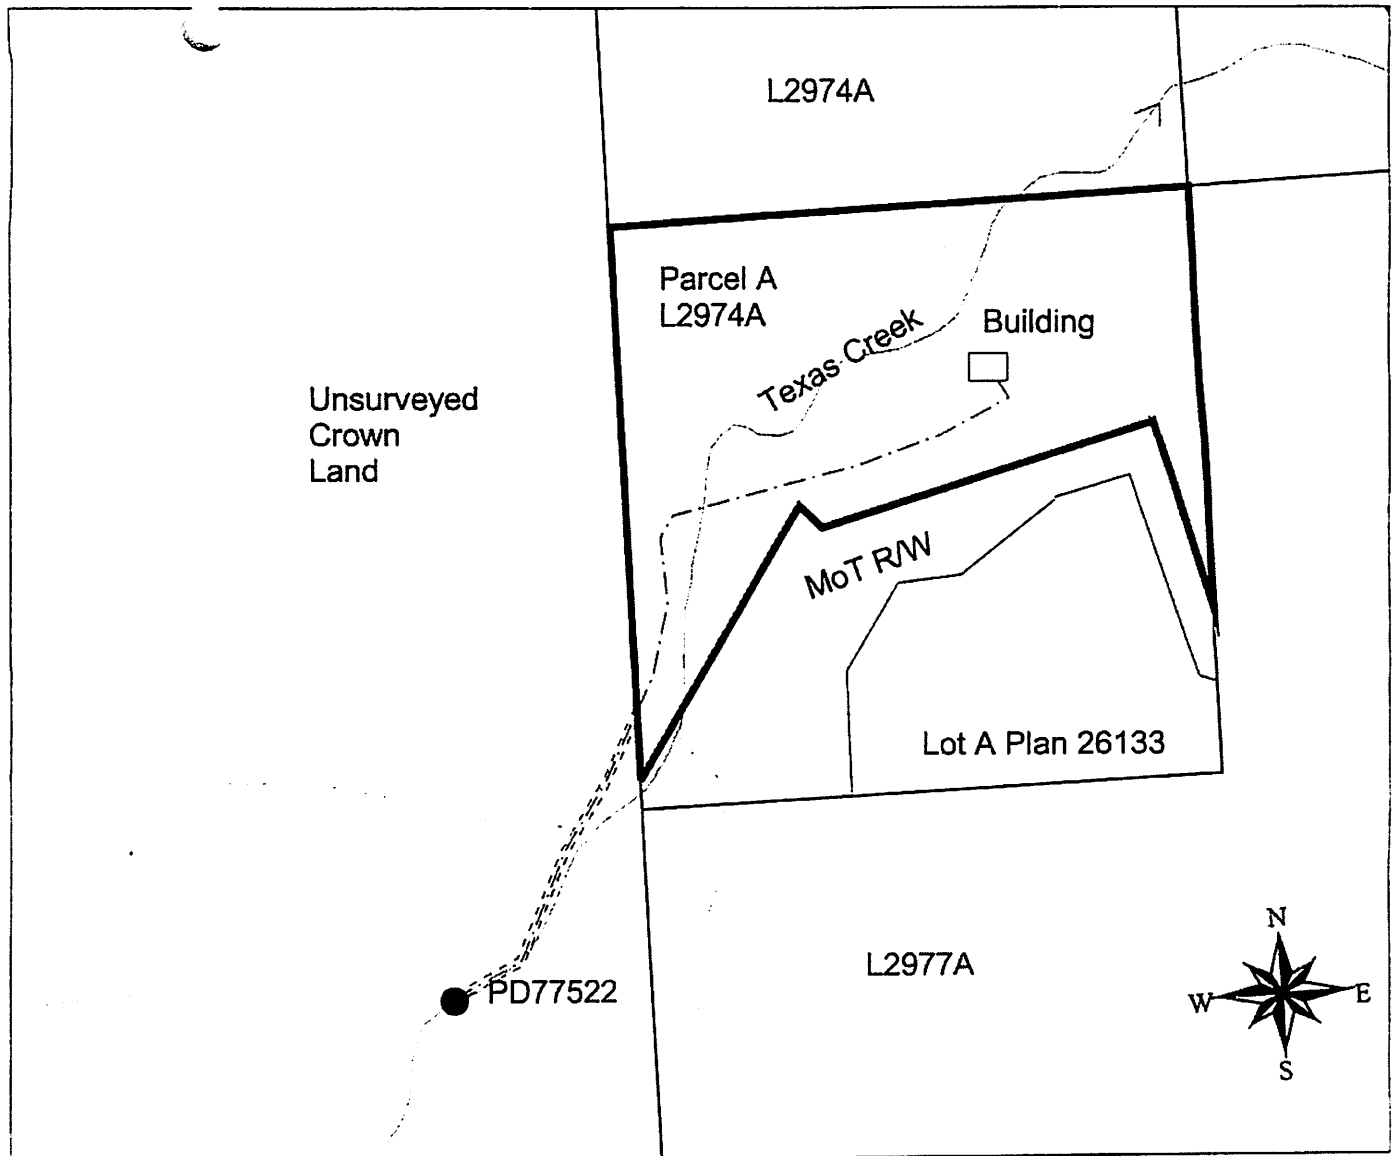 L2974A
Parcel A
L2974A
Building
Texas Creek
Unsurveyed
Crown
Land
MoT R/W
Lot A Plan 26133
L2977A
PD77522
N
W
E
S